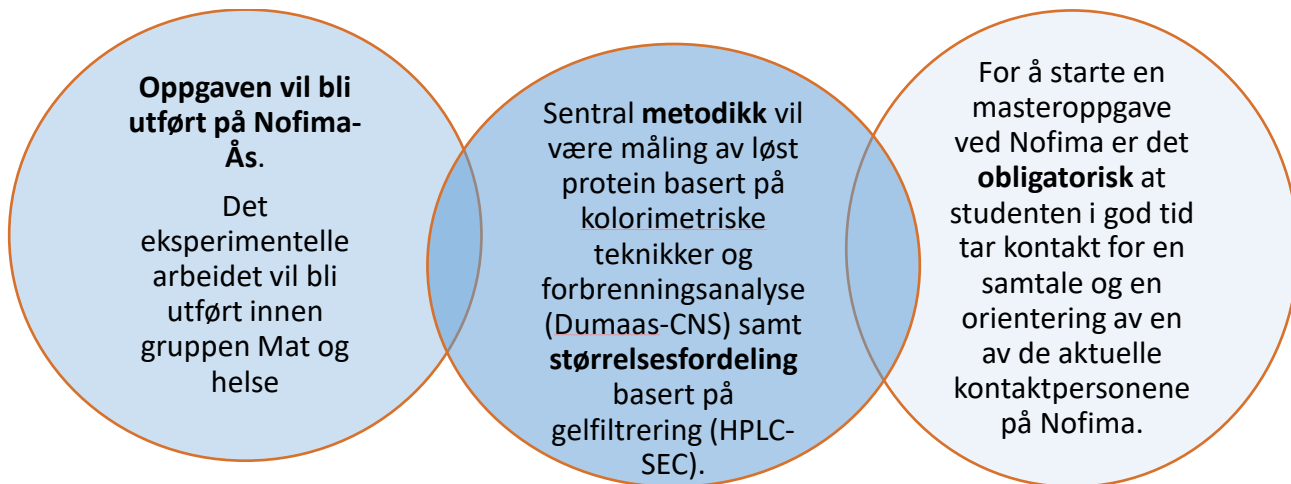 Oppgaven vil bli
utført på Nofima-
Ås.
Det
eksperimentelle
arbeidet vil bli
utført innen
gruppen Mat og
helse
Sentral metodikk vil
være måling av løst
protein basert på
kolorimetriske
teknikker og
forbrenningsanalyse
(Dumaas-CNS) samt
størrelsesfordeling
basert på
gelfiltrering (HPLC-
SEC).
For å starte en
masteroppgave
ved Nofima er det
obligatorisk at
studenten i god tid
tar kontakt for en
samtale og en
orientering av en
av de aktuelle
kontaktpersonene
på Nofima.